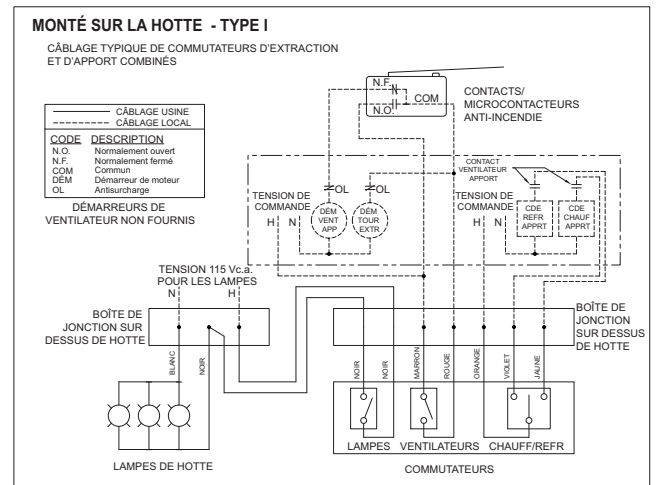 MONTÉ SUR LA HOTTE - TYPE I
CÂBLAGE TYPIQUE DE COMMUTATEURS D'EXTRACTION
ET D'APPORT COMBINÉS
CÂBLAGE USINE
CÂBLAGE LOCAL
CODE DESCRIPTION
N.O. Normalement ouvert
N.F. Normalement fermé
COM Commun
DÉM Démarreur de moteur
OL Antisurcharge
DÉMARREURS DE
VENTILATEUR NON FOURNIS
N.F.
N.O.
COM
CONTACTS/
MICROCONTACTEURS
ANTI-INCENDIE
CONTACT
VENTILATEUR
APPORT
OL
OL
TENSION DE
COMMANDE
H N
DÉM
VENT
APP
DÉM
TOUR
EXTR
TENSION DE
COMMANDE
H N
CDE
REFR
APPRT
CDE
CHAUF
APPRT
TENSION 115 Vc.a.
POUR LES LAMPES
N H
BOÎTE DE
JONCTION SUR
DESSUS DE HOTTE
BOÎTE DE
JONCTION
SUR DESSUS
DE HOTTE
BLANC
NOIR
NOIR
NOIR
MARRON
ROUGE
ORANGE
VIOLET
JAUNE
LAMPES VENTILATEURS CHAUFF/REFR
LAMPES DE HOTTE
COMMUTATEURS